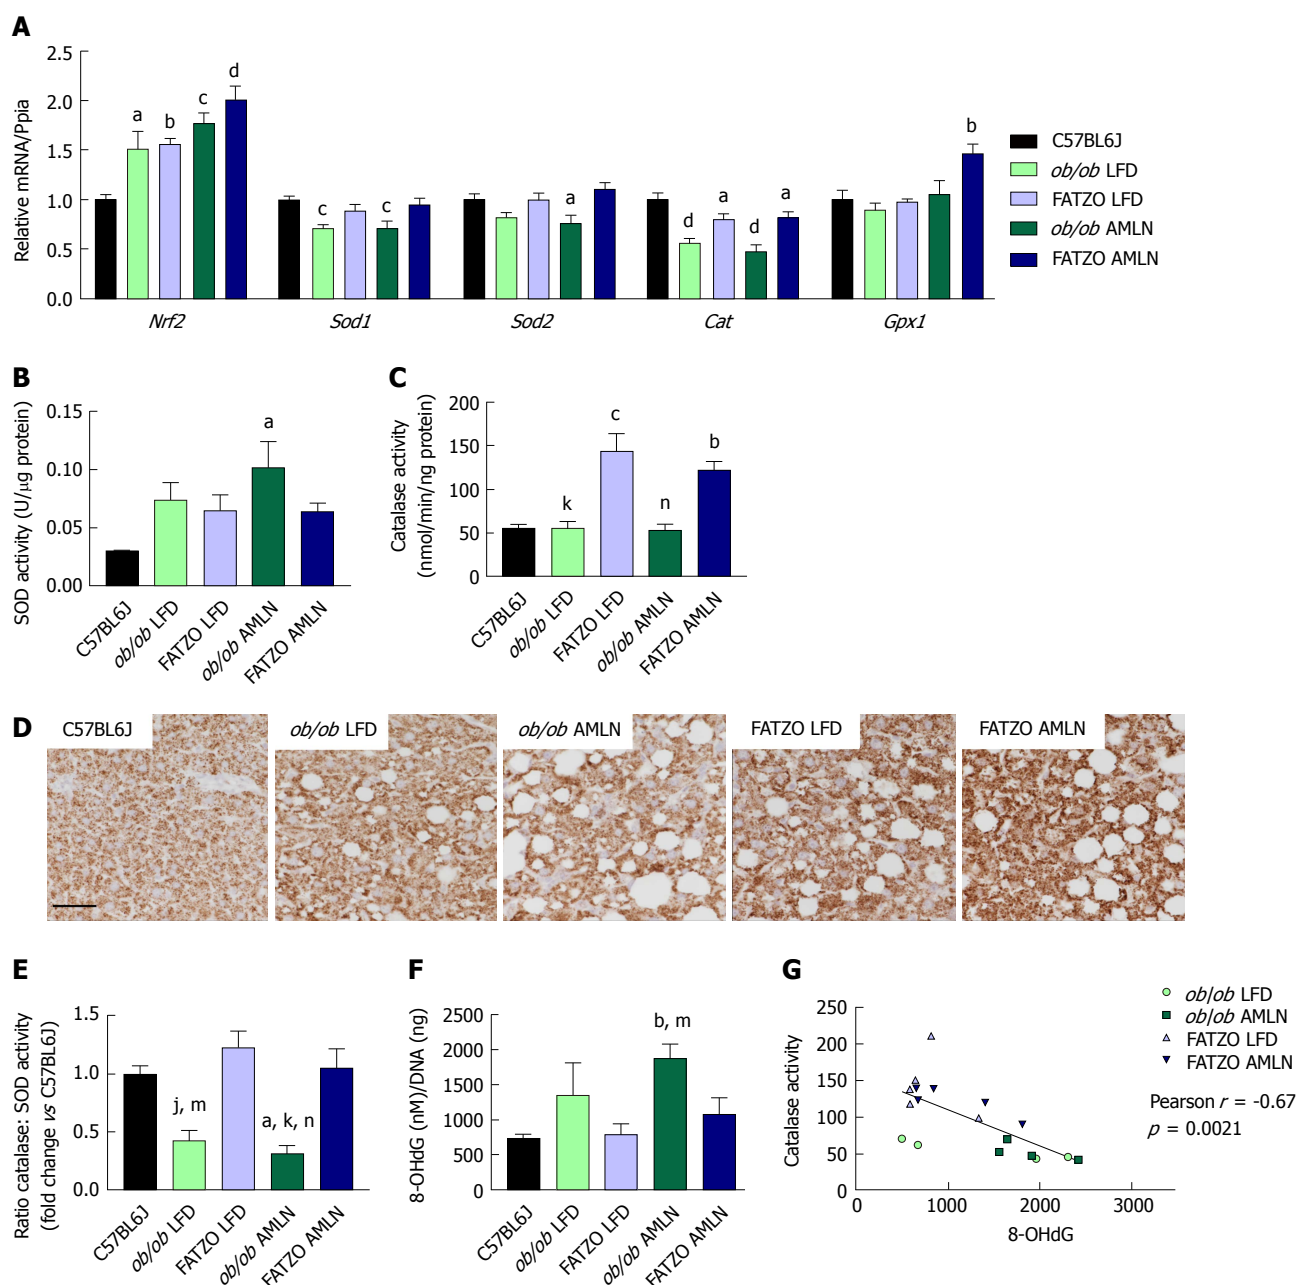 A
Relative mRNA/Ppia
2.5
2.0
1.5
1.0
0.5
0.0
a
b
c
d
c
c
a
d
a
d
a
b
Nrf2
Sod1
Sod2
Cat
Gpx1
C57BL6J
ob/ob LFD
FATZO LFD
ob/ob AMLN
FATZO AMLN
B
SOD activity (U/μg protein)
0.15
0.10
0.05
0.00
a
C57BL6J
ob/ob LFD
FATZO LFD
ob/ob AMLN
FATZO AMLN
C
Catalase activity
(nmol/min/ng protein)
200
150
100
50
0
k
c
n
b
C57BL6J
ob/ob LFD
FATZO LFD
ob/ob AMLN
FATZO AMLN
D
C57BL6J
ob/ob LFD
ob/ob AMLN
FATZO LFD
FATZO AMLN
E
Ratio catalase: SOD activity
(fold change vs C57BL6J)
1.5
1.0
0.5
0.0
j, m
a, k, n
C57BL6J
ob/ob LFD
FATZO LFD
ob/ob AMLN
FATZO AMLN
F
8-OHdG (nM)/DNA (ng)
2500
2000
1500
1000
500
0
b, m
C57BL6J
ob/ob LFD
FATZO LFD
ob/ob AMLN
FATZO AMLN
G
Catalase activity
250
200
150
100
50
0
0
1000
2000
3000
8-OHdG
ob/ob LFD
ob/ob AMLN
FATZO LFD
FATZO AMLN
Pearson r = -0.67
p = 0.0021